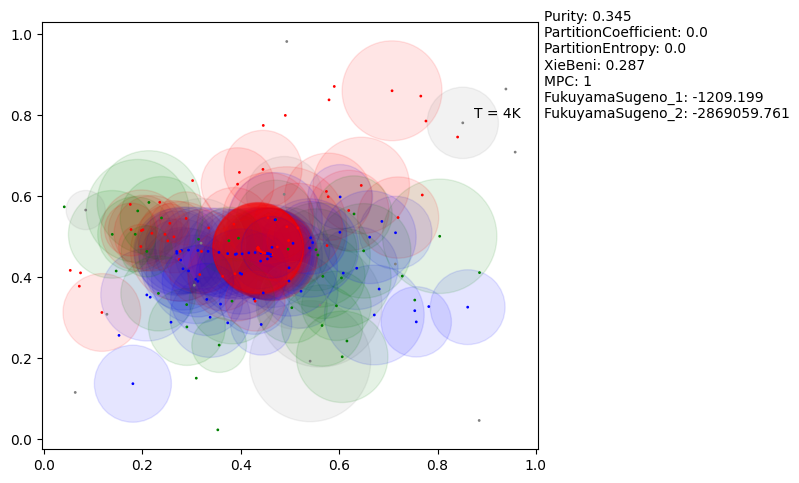 Purity: 0.345
PartitionCoefficient: 0.0
PartitionEntropy: 0.0
XieBeni: 0.287
MPC: 1
FukuyamaSugeno_1: -1209.199
FukuyamaSugeno_2: -2869059.761
T = 4K
1.0
0.8
0.6
0.4
0.2
0.0
0.0 0.2 0.4 0.6 0.8 1.0